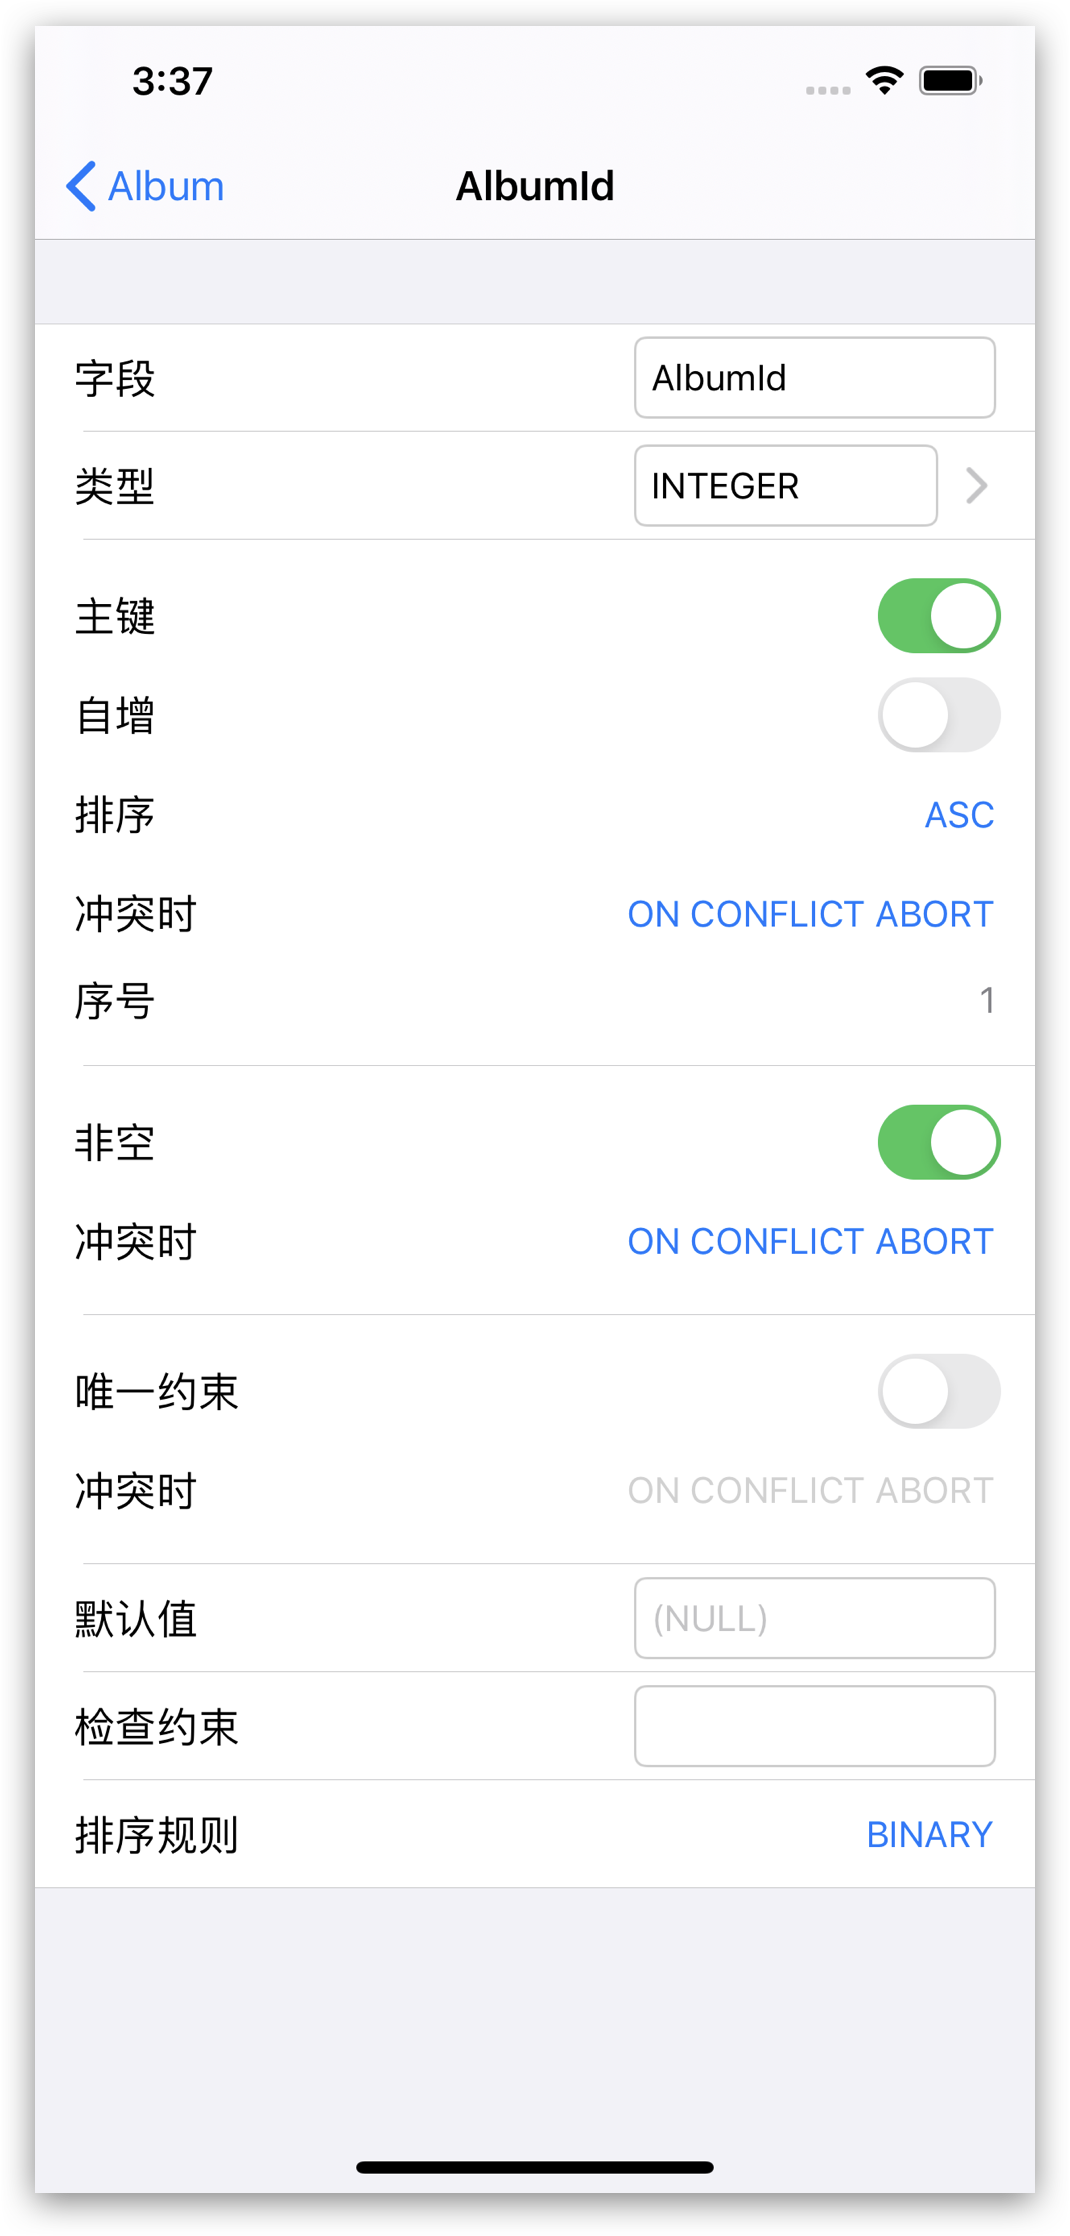 3:37
Album
AlbumId
字段 AlbumId
类型 INTEGER
主键
自增
排序 ASC
冲突时 ON CONFLICT ABORT
序号 1
非空
冲突时 ON CONFLICT ABORT
唯一约束
冲突时 ON CONFLICT ABORT
默认值 (NULL)
检查约束
排序规则 BINARY